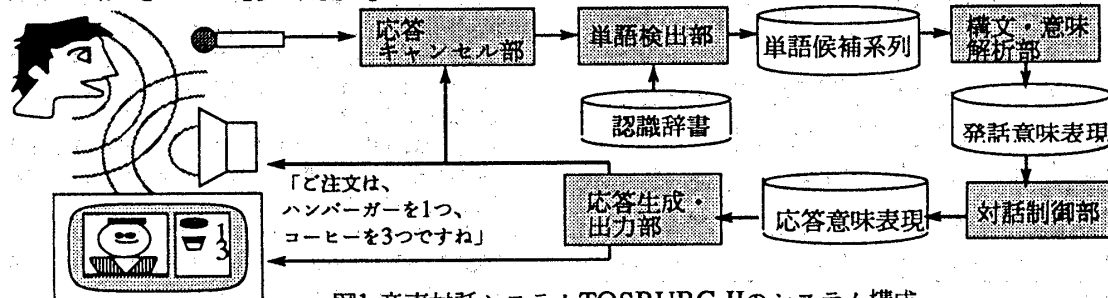 応答
キャンセル部
単語検出部
単語候補系列
構文・意味
解析部
認識辞書
発話意味表現
「ご注文は、
ハンバーガーを1つ、
コーヒーを3つですね」
応答生成・
出力部
応答意味表現
対話制御部
1
3
TOSBURG-IIのシステム構成